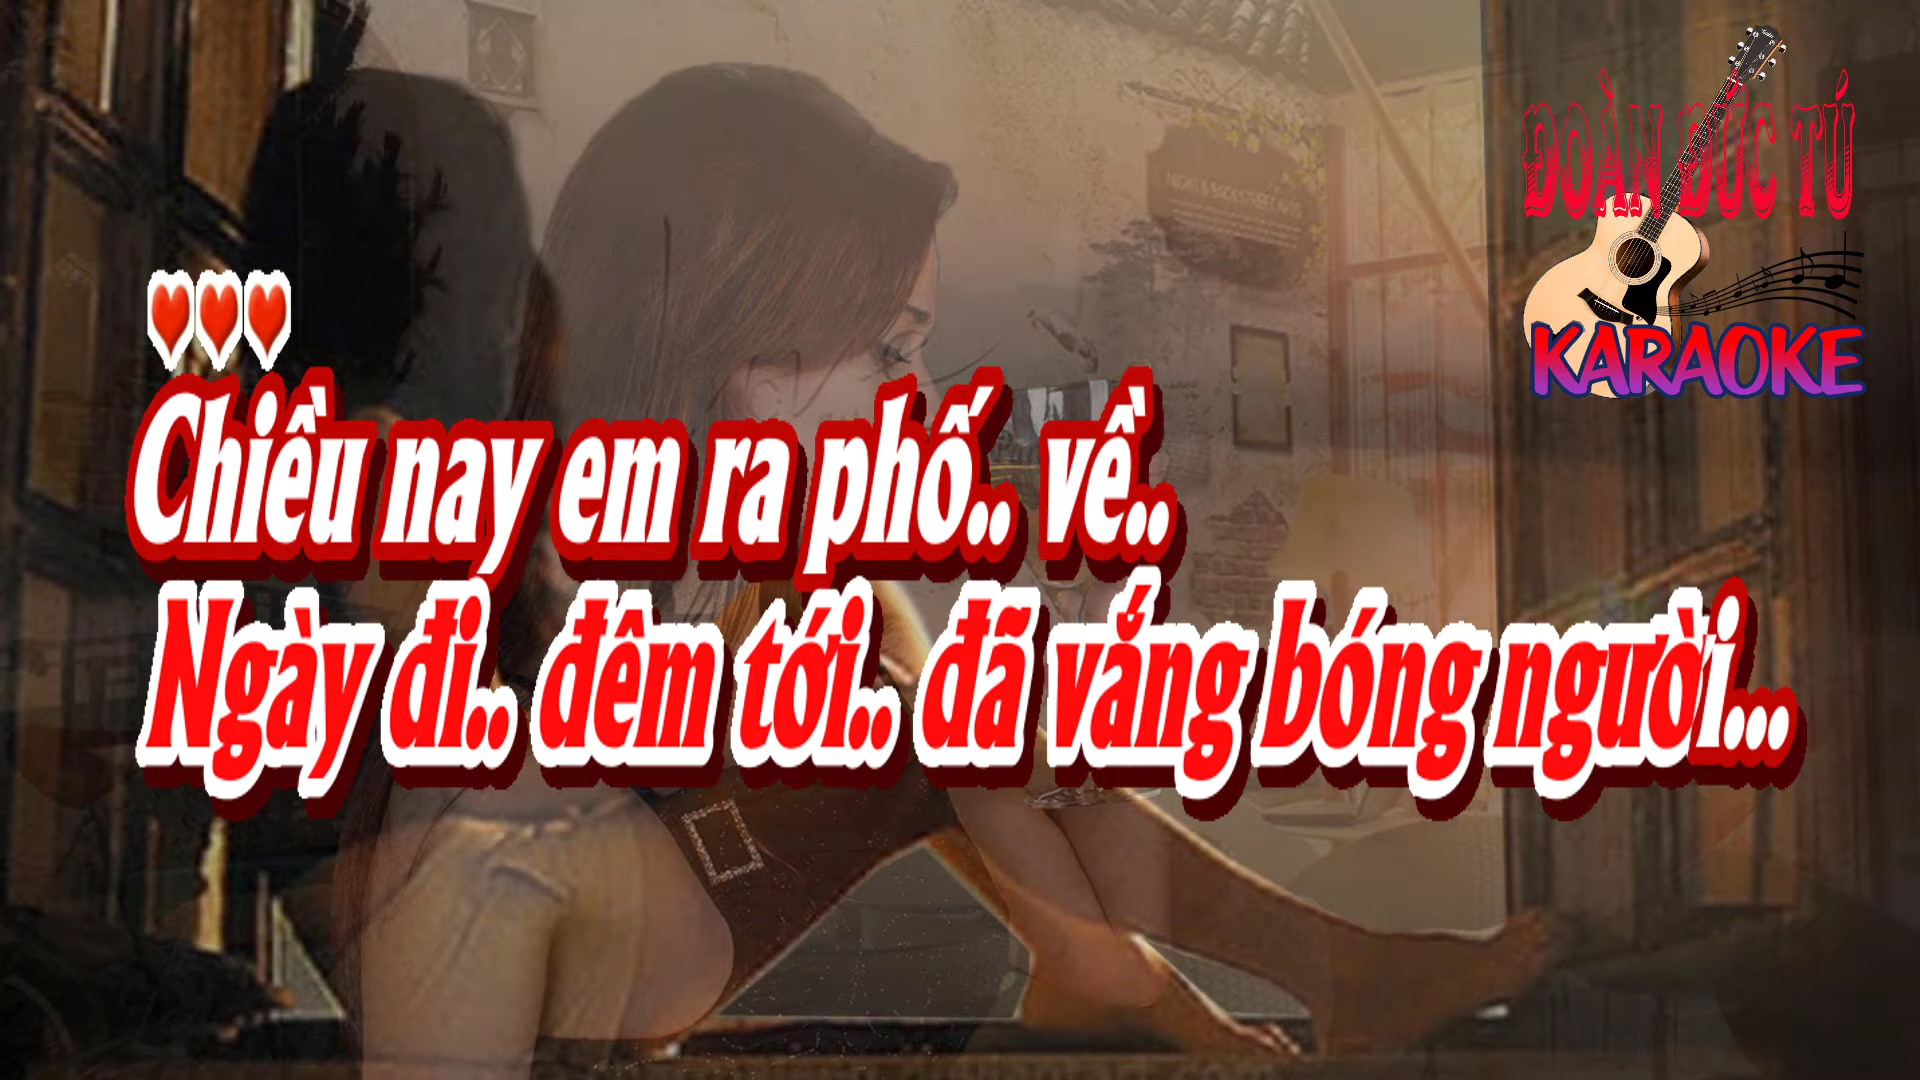 ĐOÀN ĐỨC TÚ
KARAOKE
Chiều nay em ra phố.. về..
Ngày đi.. đêm tới.. đã vắng bóng người...